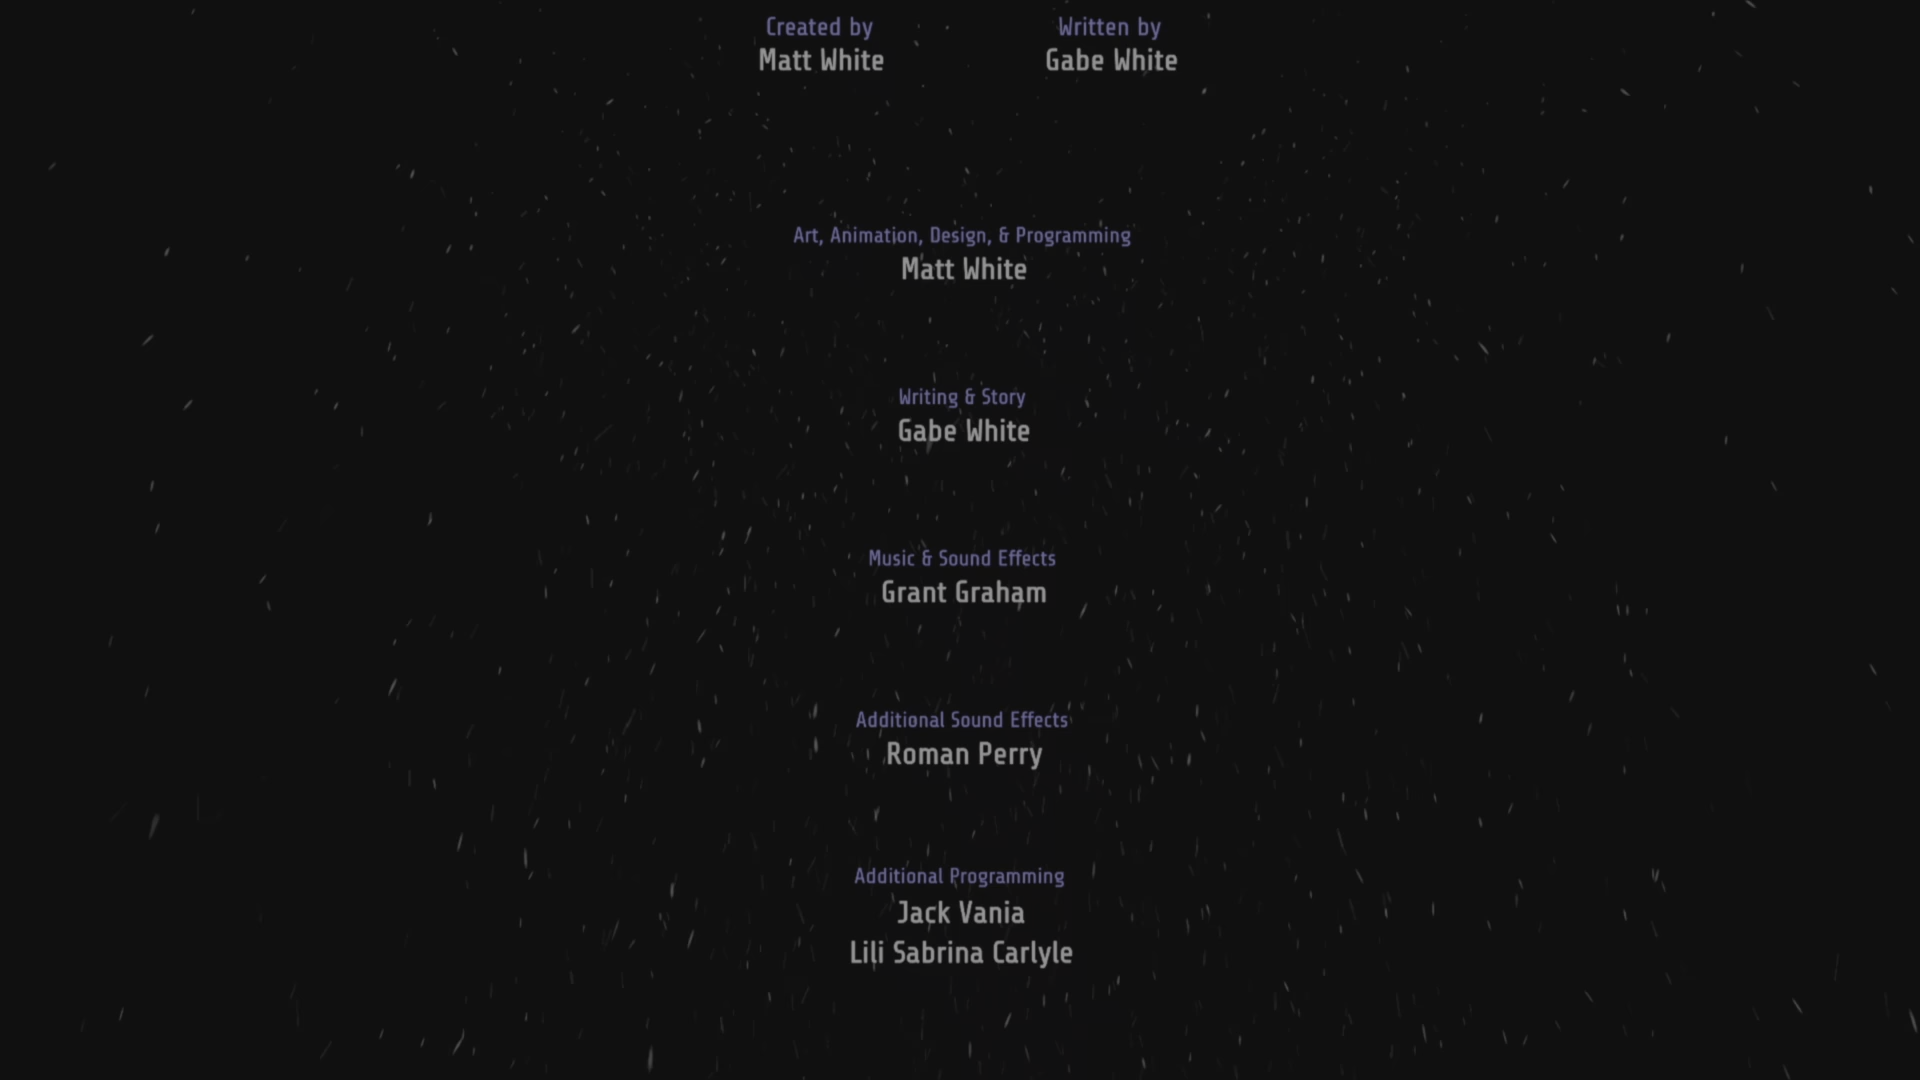 Created by
Matt White
Written by
Gabe White
Art, Animation, Design, & Programming
Matt White
Writing & Story
Gabe White
Music & Sound Effects
Grant Graham
Additional Sound Effects
Roman Perry
Additional Programming
Jack Vania
Lili Sabrina Carlyle